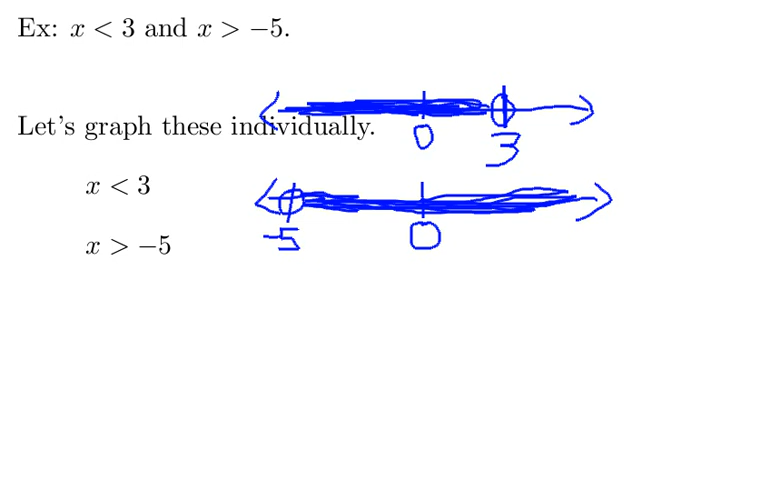 Ex: x < 3 and x > −5.
Let's graph these individually.
0
3
x < 3
-5
0
x > −5